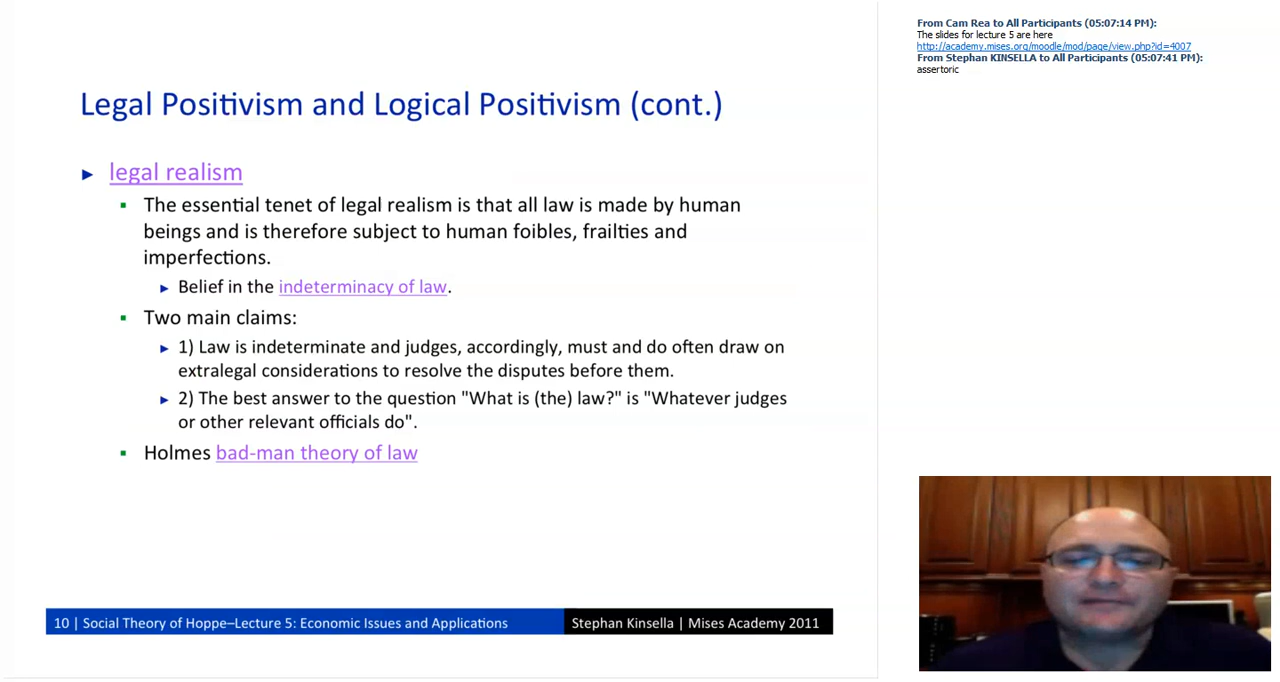 Legal Positivism and Logical Positivism (cont.)
► legal realism
▪ The essential tenet of legal realism is that all law is made by human
beings and is therefore subject to human foibles, frailties and
imperfections.
► Belief in the indeterminacy of law.
▪ Two main claims:
► 1) Law is indeterminate and judges, accordingly, must and do often draw on
extralegal considerations to resolve the disputes before them.
► 2) The best answer to the question "What is (the) law?" is "Whatever judges
or other relevant officials do".
▪ Holmes bad-man theory of law
10 | Social Theory of Hoppe–Lecture 5: Economic Issues and Applications
Stephan Kinsella | Mises Academy 2011
From Cam Rea to All Participants (05:07:14 PM):
The slides for lecture 5 are here
http://academy.mises.org/moodle/mod/page/view.php?id=4007
From Stephan KINSELLA to All Participants (05:07:41 PM):
assertoric